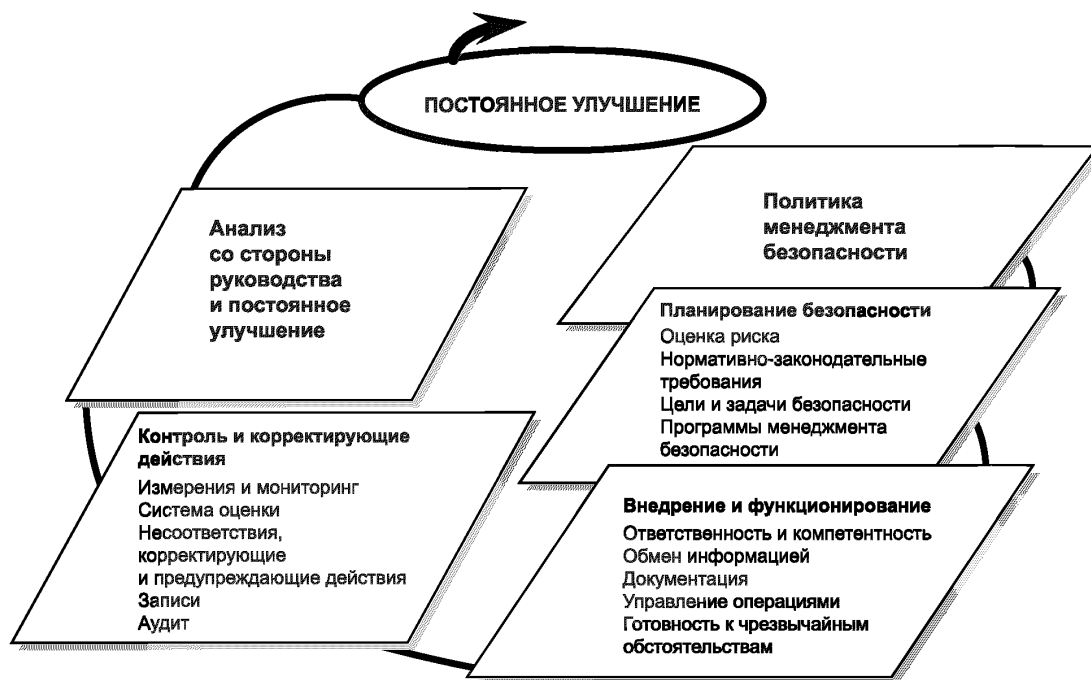 ПОСТОЯННОЕ УЛУЧШЕНИЕ
Политика
менеджмента
безопасности
Планирование безопасности
Оценка риска
Нормативно-законодательные
требования
Цели и задачи безопасности
Программы менеджмента
безопасности
Внедрение и функционирование
Ответственность и компетентность
Обмен информацией
Документация
Управление операциями
Готовность к чрезвычайным
обстоятельствам
Контроль и корректирующие
действия
Измерения и мониторинг
Система оценки
Несоответствия,
корректирующие
и предупреждающие действия
Записи
Аудит
Анализ
со стороны
руководства
и постоянное
улучшение